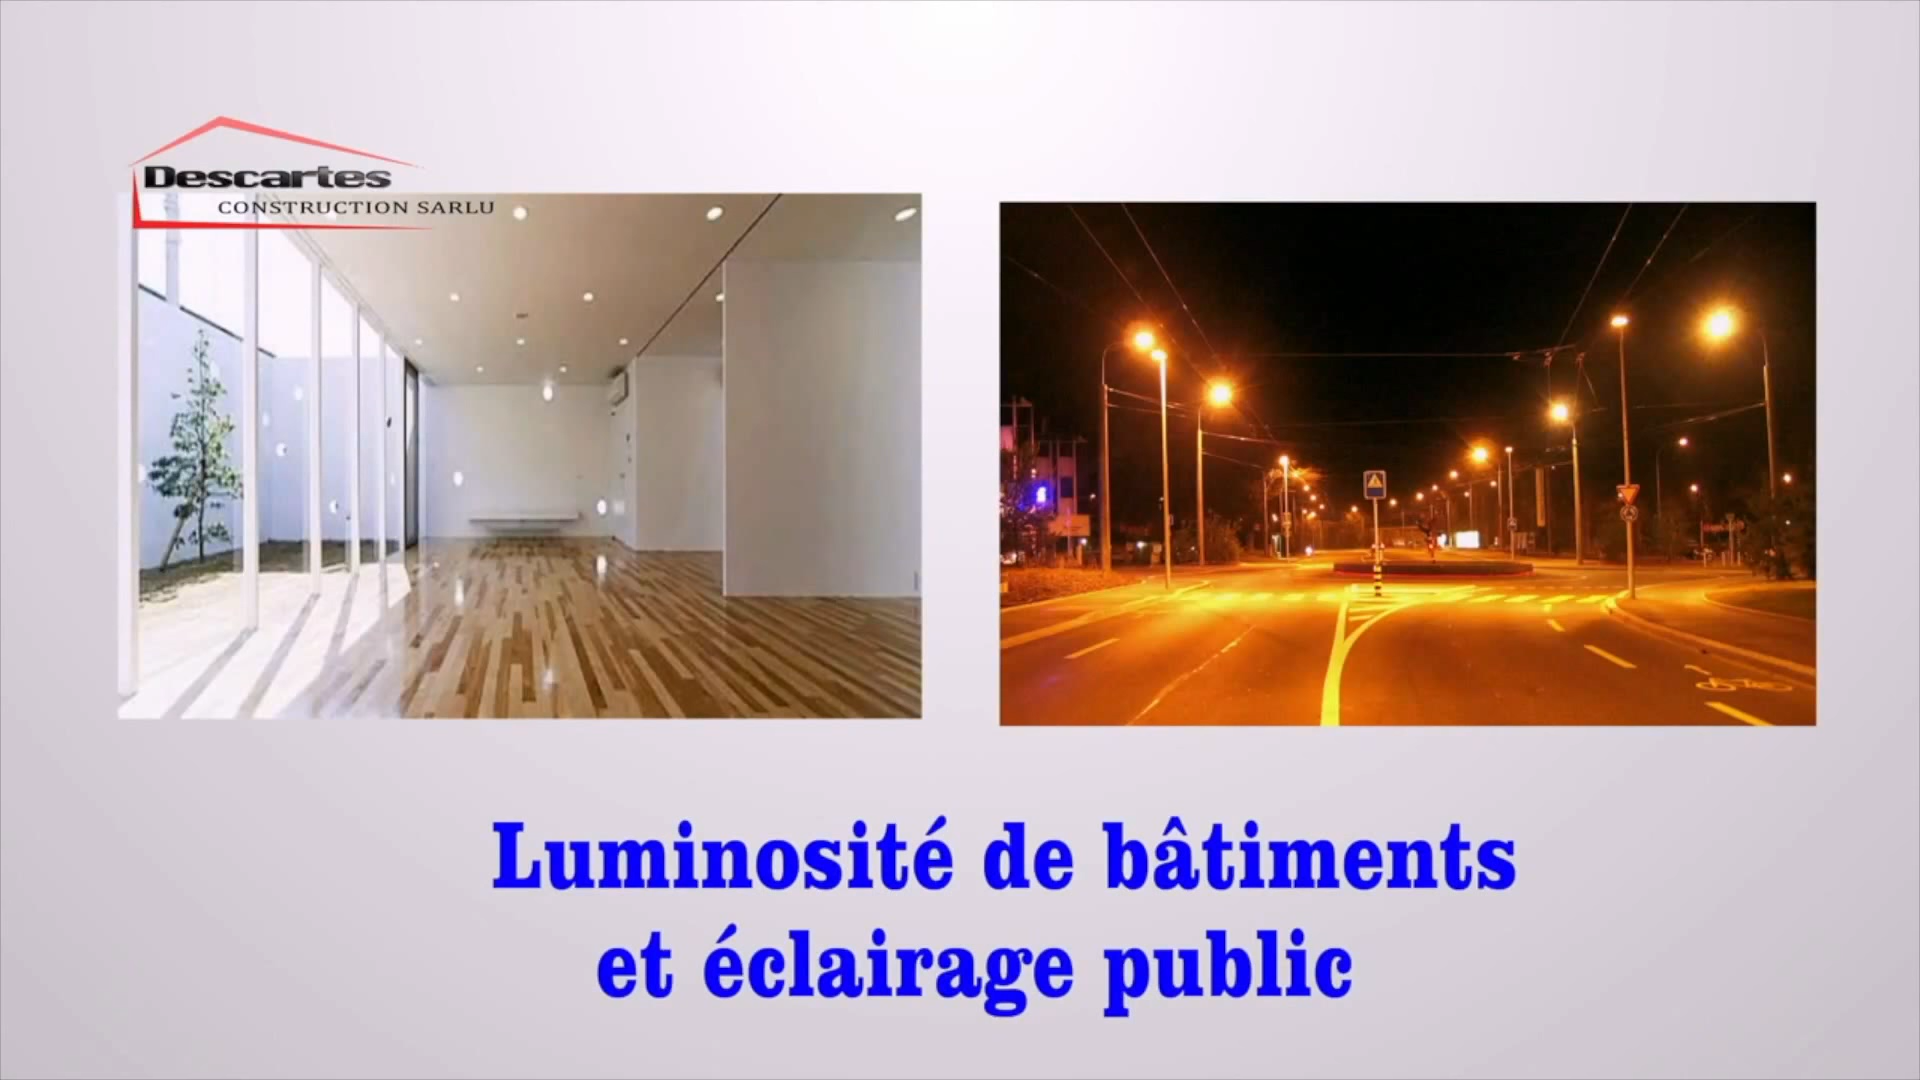 Descartes
CONSTRUCTION SARLU
Luminosité de bâtiments
et éclairage public